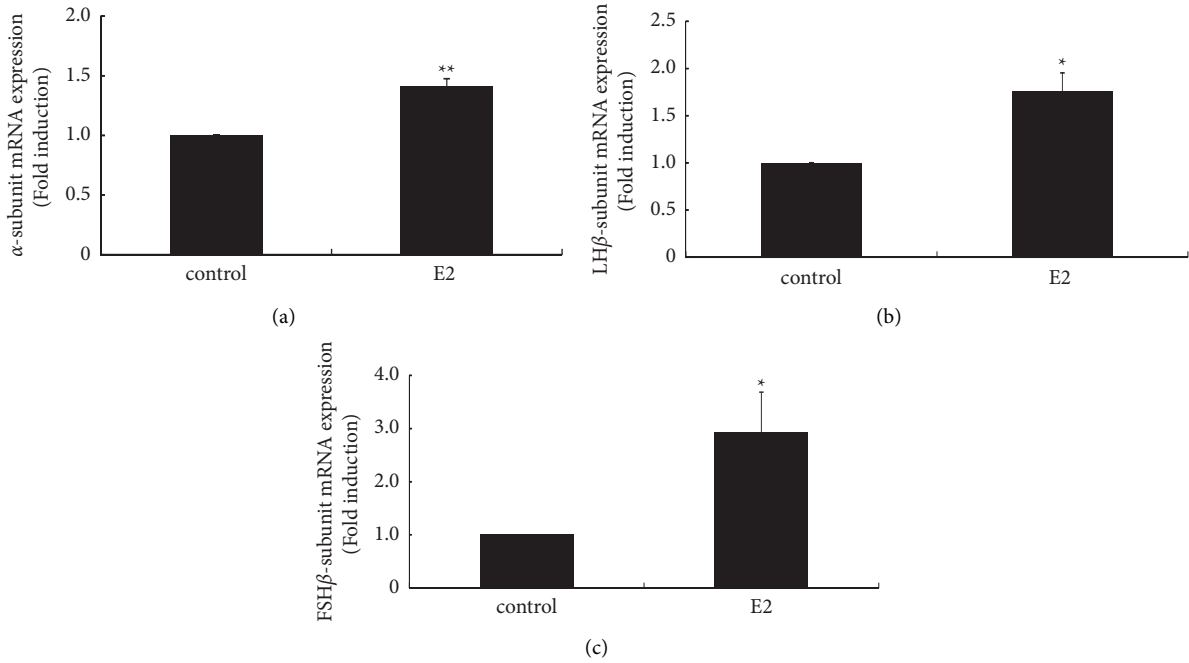 α-subunit mRNA expression
(Fold induction)
2.0
1.5
1.0
0.5
0
**
control
E2
(a)
LHβ-subunit mRNA expression
(Fold induction)
2.5
2.0
1.5
1.0
0.5
0
*
control
E2
(b)
FSHβ-subunit mRNA expression
(Fold induction)
4.0
3.0
2.0
1.0
0
*
control
E2
(c)